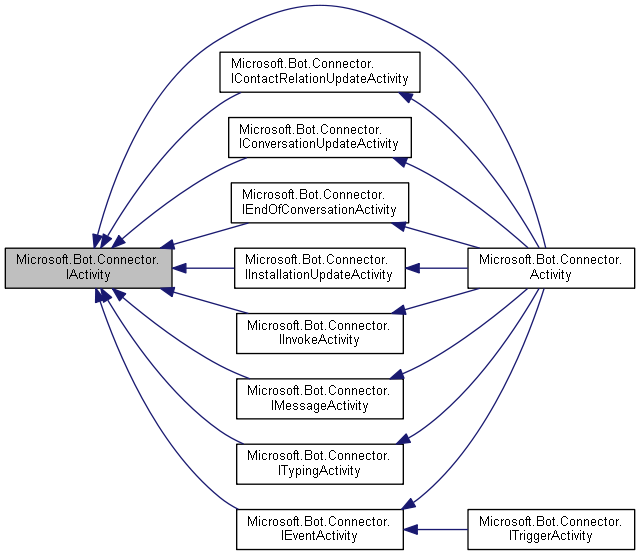 Microsoft.Bot.Connector.
IContactRelationUpdateActivity
Microsoft.Bot.Connector.
IConversationUpdateActivity
Microsoft.Bot.Connector.
IEndOfConversationActivity
Microsoft.Bot.Connector.
IActivity
Microsoft.Bot.Connector.
IInstallationUpdateActivity
Microsoft.Bot.Connector.
Activity
Microsoft.Bot.Connector.
IInvokeActivity
Microsoft.Bot.Connector.
IMessageActivity
Microsoft.Bot.Connector.
ITypingActivity
Microsoft.Bot.Connector.
IEventActivity
Microsoft.Bot.Connector.
ITriggerActivity